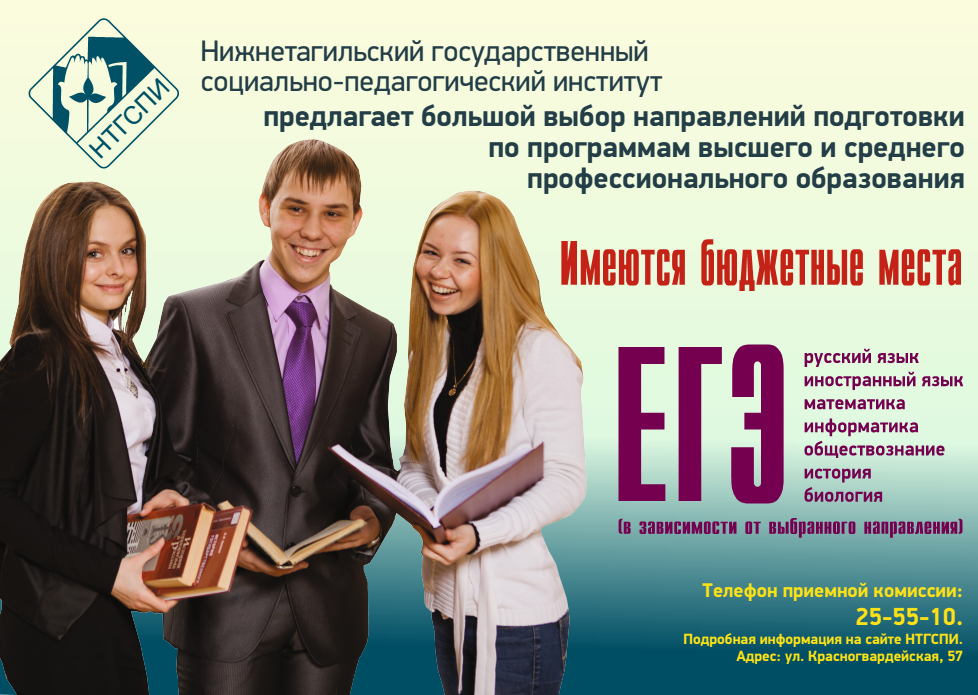 НТГСПИ
Нижнетагильский государственный
социально-педагогический институт
предлагает большой выбор направлений подготовки
по программам высшего и среднего
профессионального образования
Имеются бюджетные места
ЕГЭ
русский язык
иностранный язык
математика
информатика
обществознание
история
биология
(в зависимости от выбранного направления)
Телефон приемной комиссии:
25-55-10.
Подробная информация на сайте НТГСПИ.
Адрес: ул. Красногвардейская, 57